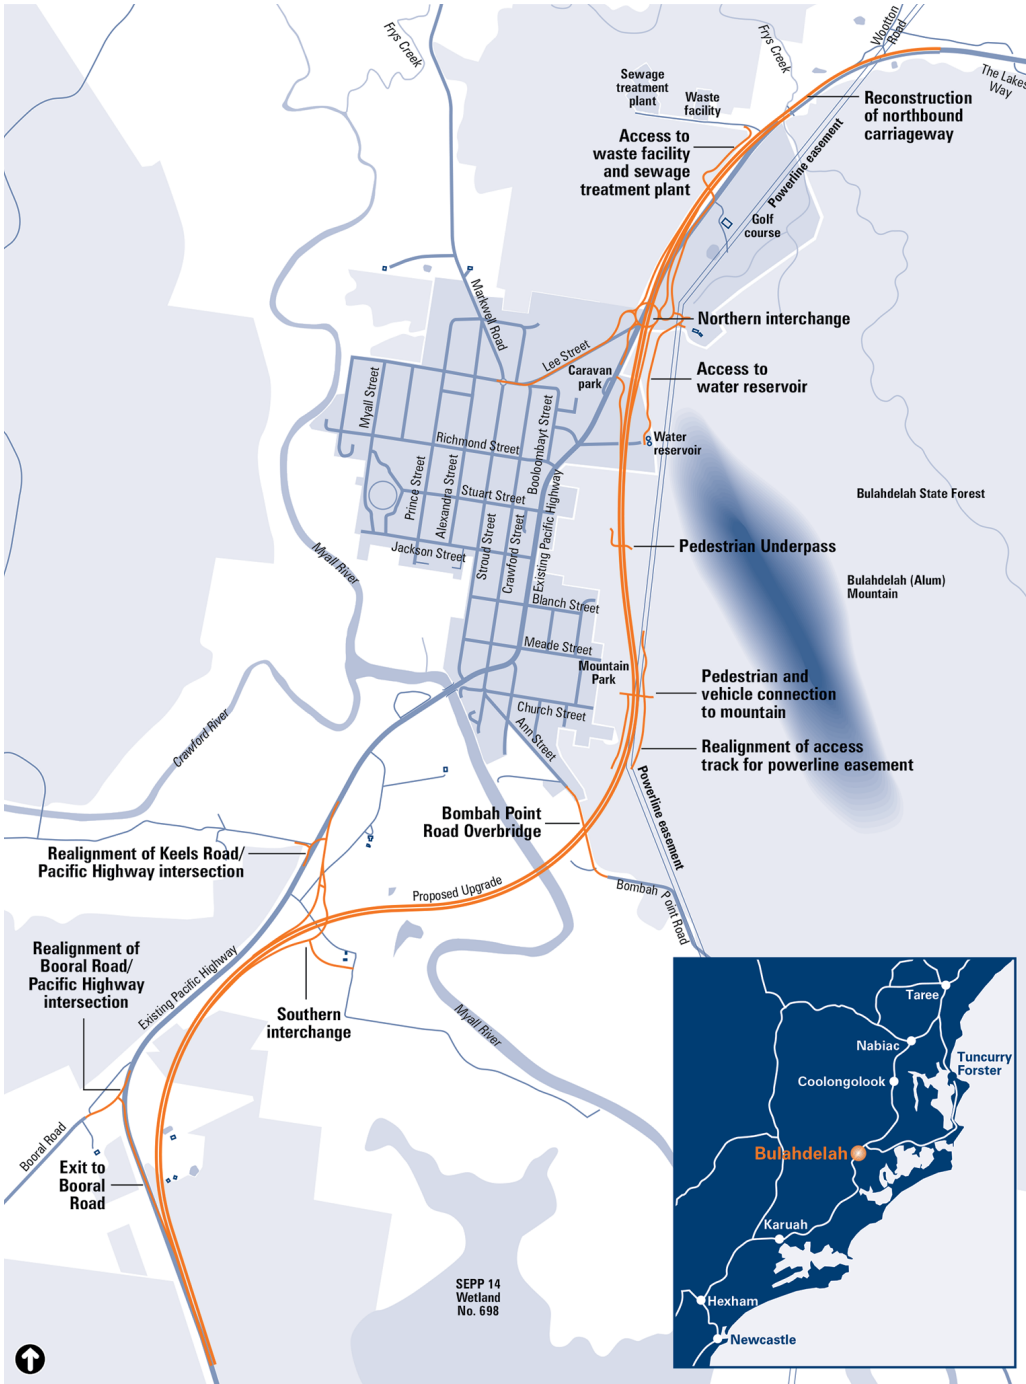 Frys Creek
Frys Creek
Wootton
Road
The Lakes
Way
Sewage
treatment
plant
Waste
facility
Reconstruction
of northbound
carriageway
Access to
waste facility
and sewage
treatment plant
Powerline easement
Golf
course
Markwell Road
Northern interchange
Lee Street
Caravan
park
Access to
water reservoir
Myall Street
Booloombayt Street
Richmond Street
Water
reservoir
Prince Street
Alexandra Street
Stuart Street
Existing Pacific Highway
Bulahdelah State Forest
Stroud Street
Crawford Street
Jackson Street
Pedestrian Underpass
Myall River
Bulahdelah (Alum)
Mountain
Blanch Street
Meade Street
Mountain
Park
Pedestrian and
vehicle connection
to mountain
Church Street
Ann Street
Crawford River
Realignment of access
track for powerline easement
Powerline easement
Bombah Point
Road Overbridge
Realignment of Keels Road/
Pacific Highway intersection
Proposed Upgrade
Bombah Point Road
Realignment of
Booral Road/
Pacific Highway
intersection
Existing Pacific Highway
Southern
interchange
Myall River
Booral Road
Exit to
Booral
Road
SEPP 14
Wetland
No. 698
Taree
Nabiac
Tuncurry
Forster
Coolongolook
Bulahdelah
Karuah
Hexham
Newcastle